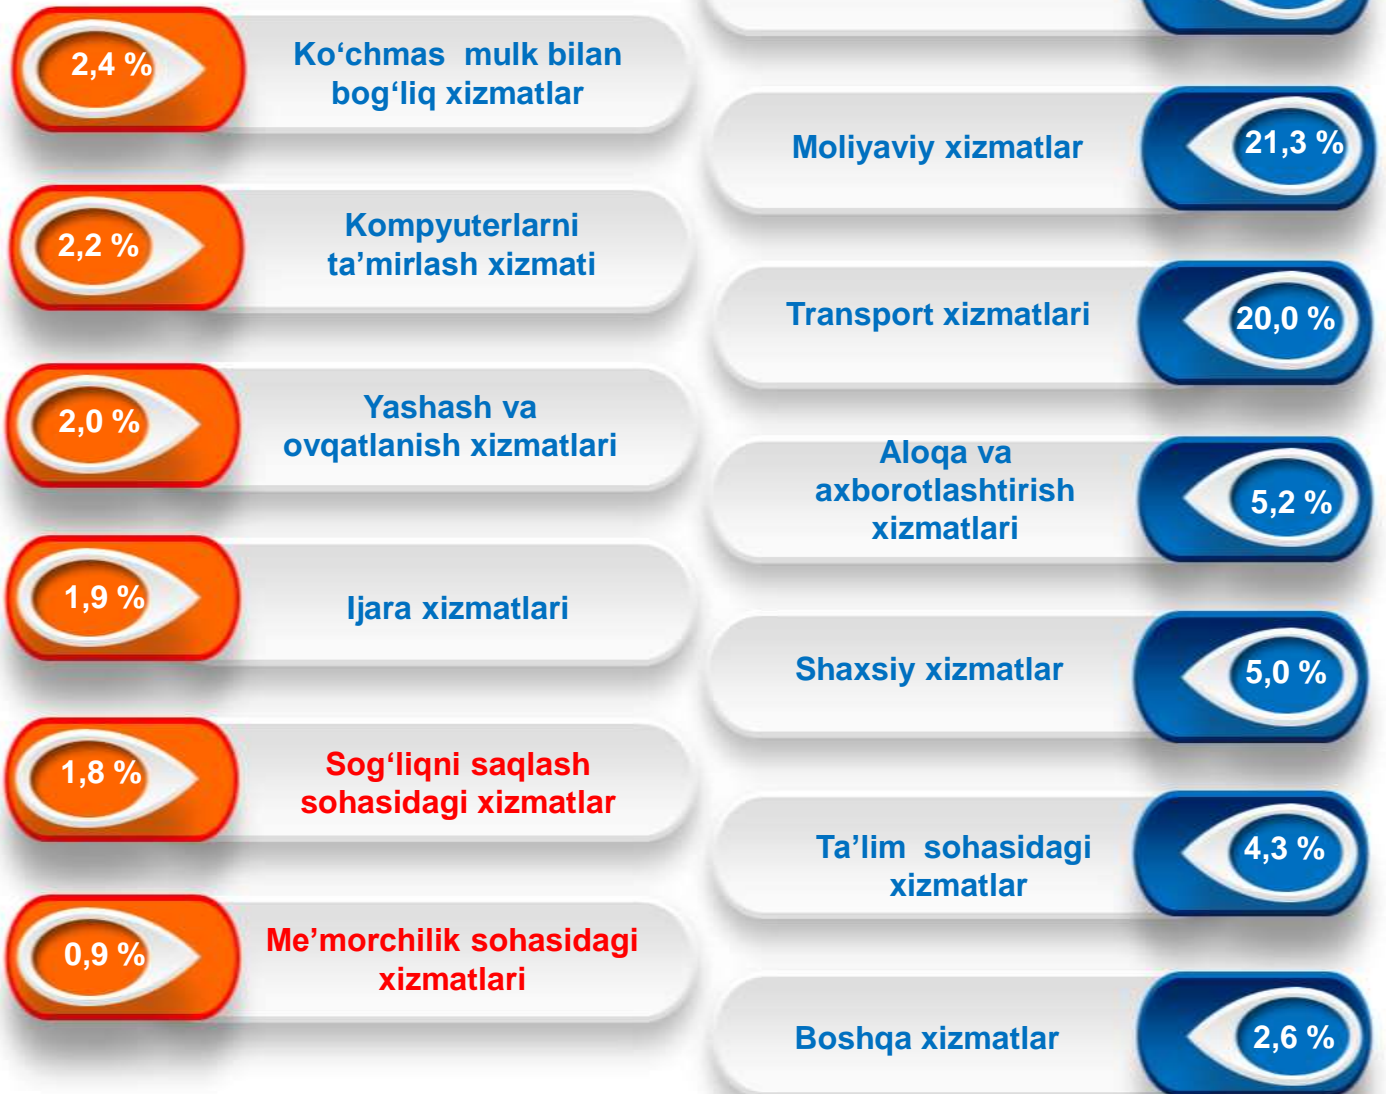 2,4 %
Ko‘chmas  mulk bilan
bog‘liq xizmatlar
2,2 %
Kompyuterlarni
ta’mirlash xizmati
2,0 %
Yashash va
ovqatlanish xizmatlari
1,9 %
Ijara xizmatlari
1,8 %
Sog‘liqni saqlash
sohasidagi xizmatlar
0,9 %
Me’morchilik sohasidagi
xizmatlari
Moliyaviy xizmatlar
21,3 %
Transport xizmatlari
20,0 %
Aloqa va
axborotlashtirish
xizmatlari
5,2 %
Shaxsiy xizmatlar
5,0 %
Ta’lim  sohasidagi
xizmatlar
4,3 %
Boshqa xizmatlar
2,6 %